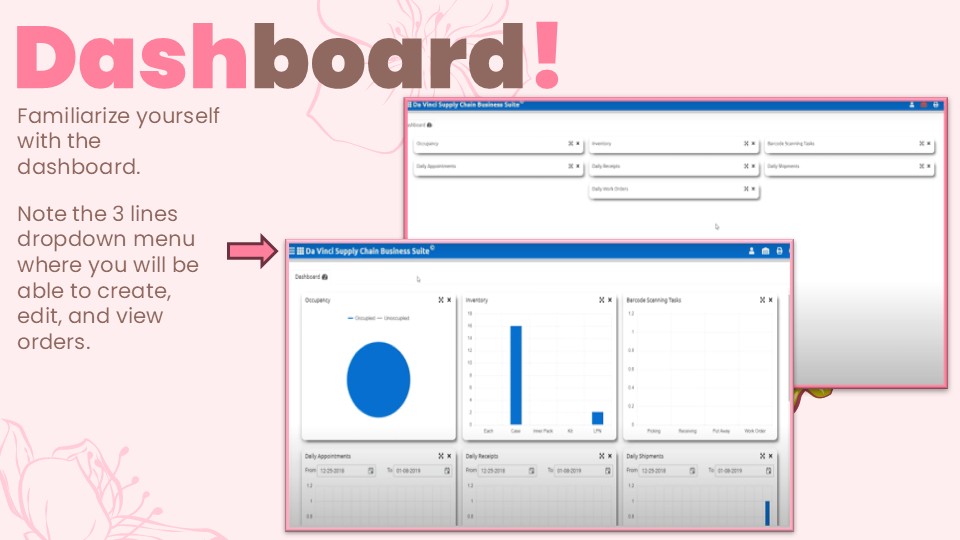 Dashboard!
Familiarize yourself
with the
dashboard.
Note the 3 lines
dropdown menu
where you will be
able to create,
edit, and view
orders.
Da Vinci Supply Chain Business Suite
Occupancy
Inventory
Barcode Scanning Tasks
Daily Appointments
Daily Receipts
Daily Shipments
Daily Work Orders
Da Vinci Supply Chain Business Suite©
Dashboard
Occupancy
Inventory
Barcode Scanning Tasks
Occupied Unoccupied
18
16
14
12
10
8
6
4
2
0
Each Case Inner Pack Kit LPN
1.2
1
0.8
0.6
0.4
0.2
0
Picking Receiving Put Away Work Order
Daily Appointments
Daily Receipts
Daily Shipments
From 12-25-2018 To 01-08-2019
From 12-25-2018 To 01-08-2019
From 12-25-2018 To 01-08-2019
1.2
1
0.8
1.2
1
0.8
1.2
1
0.8